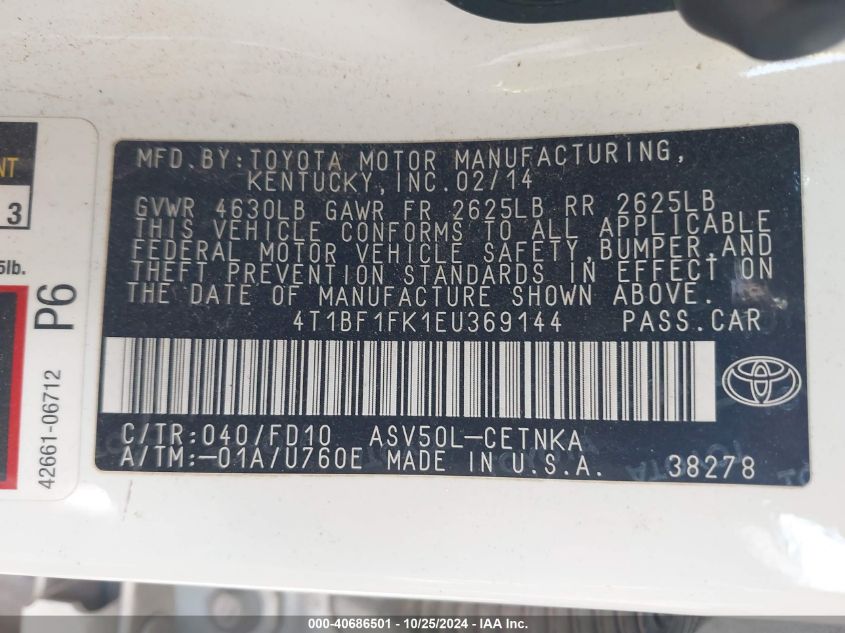 NT
3
5lb.
P6
42661-06712
MFD.BY:TOYOTA MOTOR MANUFACTURING,
KENTUCKY,INC.02/14
GVWR 4630LB GAWR FR 2625LB RR 2625LB
THIS VEHICLE CONFORMS TO ALL APPLICABLE
FEDERAL MOTOR VEHICLE SAFETY,BUMPER,AND
THEFT PREVENTION STANDARDS IN EFFECT ON
THE DATE OF MANUFACTURE SHOWN ABOVE.
4T1BF1FK1EU369144 PASS.CAR
C/TR:040/FD10 ASV50L-CETNKA
A/TM:-01A/U760E MADE IN U.S.A. 38278
000-40686501 - 10/25/2024 - IAA Inc.